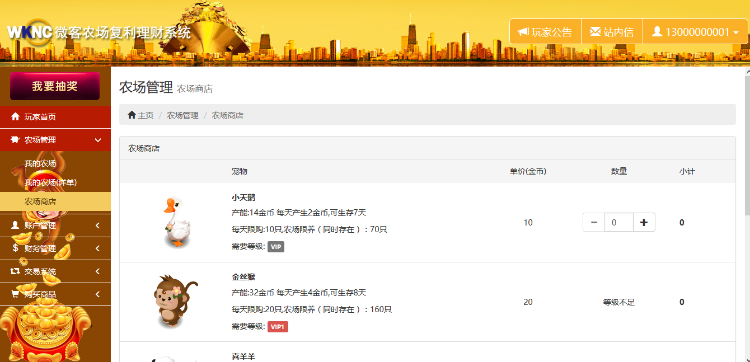 WKNC 微客农场复利理财系统
玩家公告
站内信
13000000001
我要抽奖
玩家首页
农场管理
我的农场
我的农场(详单)
农场商店
账户管理
财务管理
交易系统
购买商品
农场管理 农场商店
主页 / 农场管理 / 农场商店
农场商店
宠物 单价(金币) 数量 小计
小天鹅
产能:14金币 每天产生2金币,可生存7天
每天限购:10只,农场限养(同时存在):70只
需要等级: VIP
10
0
0
金丝猴
产能:32金币 每天产生4金币,可生存8天
每天限购:20只,农场限养(同时存在):160只
需要等级: VIP1
20
等级不足
0
喜羊羊